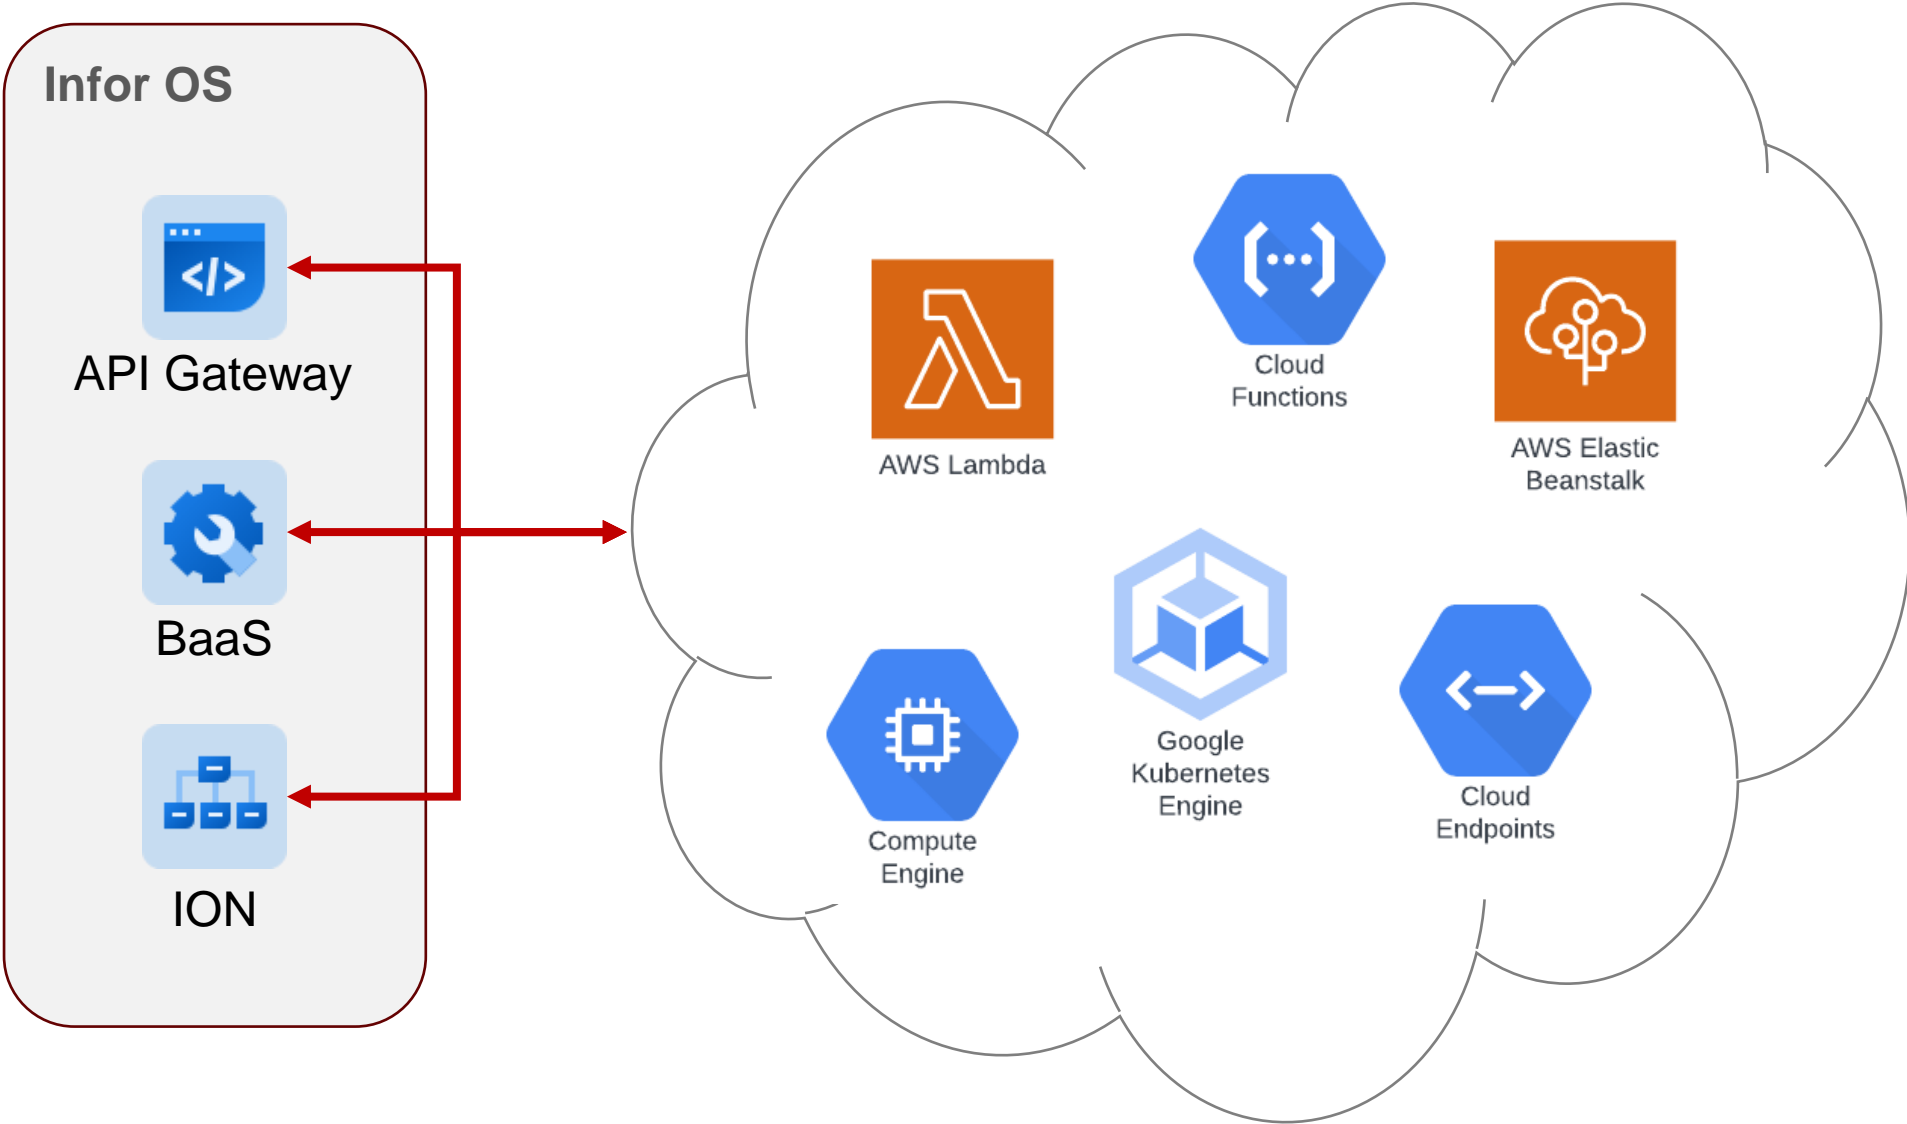 Infor OS
API Gateway
BaaS
ION
AWS Lambda
Cloud
Functions
AWS Elastic
Beanstalk
Compute
Engine
Google
Kubernetes
Engine
Cloud
Endpoints